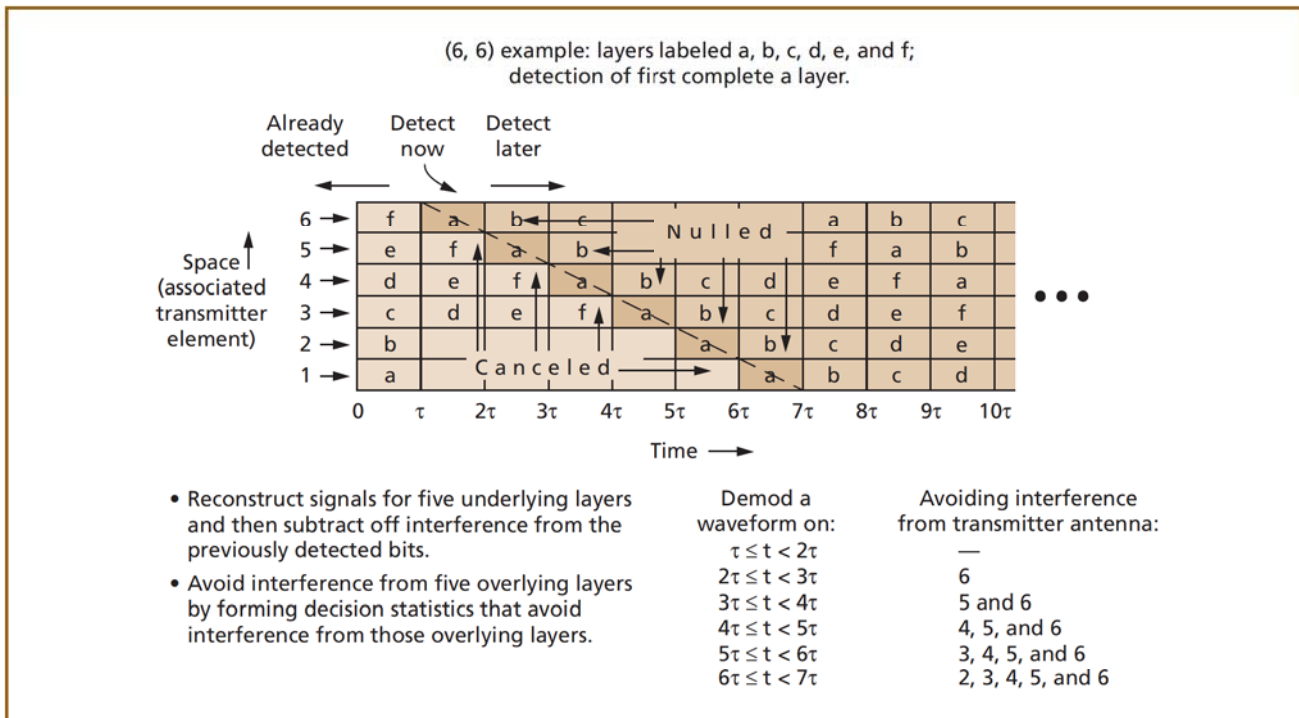 (6, 6) example: layers labeled a, b, c, d, e, and f;
detection of first complete a layer.
Already
detected
Detect
now
Detect
later
Space
(associated
transmitter
element)
6 f a b c a b c
Nulled
5 e f a b f a b
4 d e f a b c d e f a
3 c d e f a b c d e f
2 b a b c d e
Canceled
1 a a b c d
•••
0 τ 2τ 3τ 4τ 5τ 6τ 7τ 8τ 9τ 10τ
Time
• Reconstruct signals for five underlying layers
and then subtract off interference from the
previously detected bits.
• Avoid interference from five overlying layers
by forming decision statistics that avoid
interference from those overlying layers.
Demod a
waveform on:
Avoiding interference
from transmitter antenna:
τ ≤ t < 2τ —
2τ ≤ t < 3τ 6
3τ ≤ t < 4τ 5 and 6
4τ ≤ t < 5τ 4, 5, and 6
5τ ≤ t < 6τ 3, 4, 5, and 6
6τ ≤ t < 7τ 2, 3, 4, 5, and 6